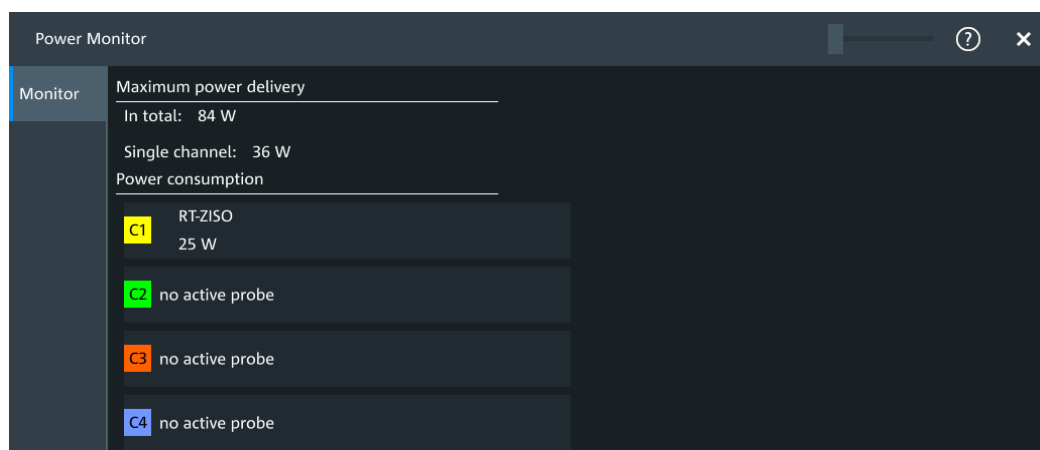 Power Monitor
?
Monitor
Maximum power delivery
In total: 84 W
Single channel: 36 W
Power consumption
C1 RT-ZISO
25 W
C2 no active probe
C3 no active probe
C4 no active probe